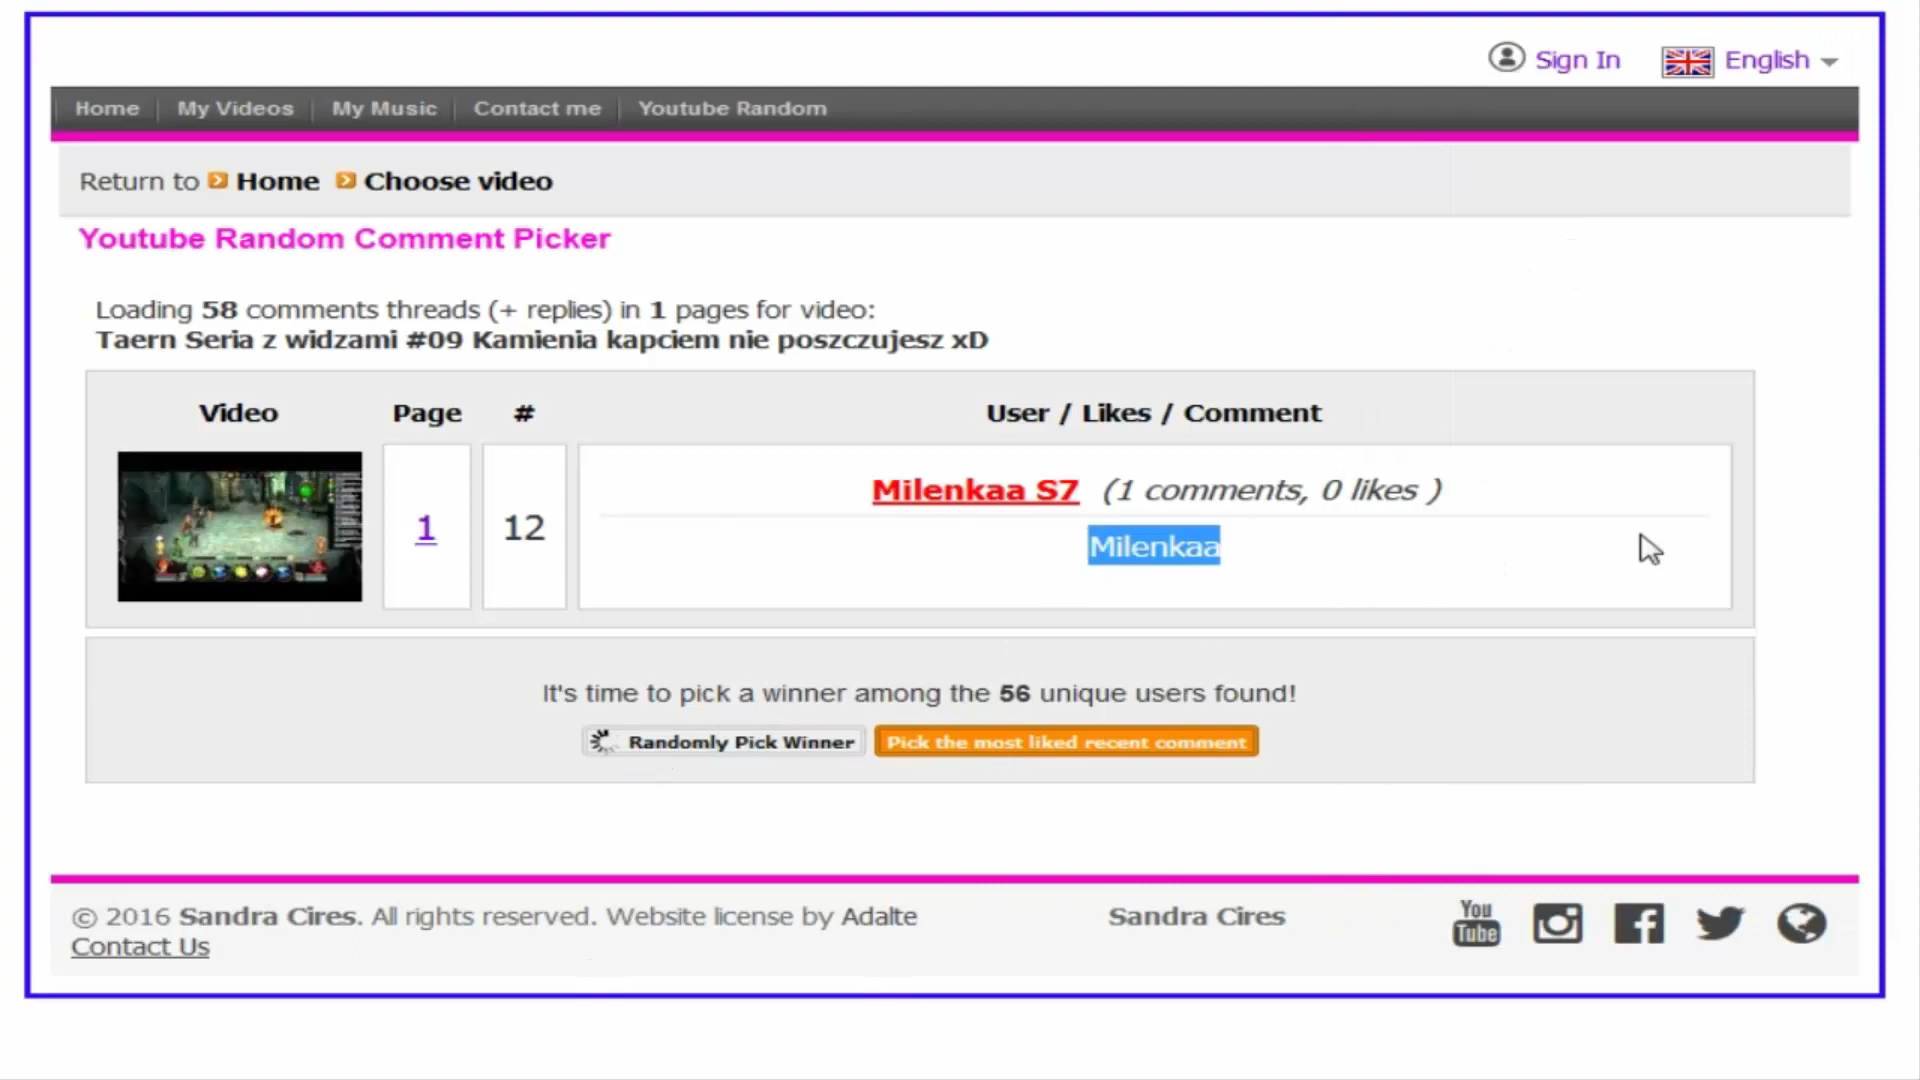 Sign In English
Home My Videos My Music Contact me Youtube Random
Return to Home Choose video
Youtube Random Comment Picker
Loading 58 comments threads (+ replies) in 1 pages for video:
Taern Seria z widzami #09 Kamienia kapciem nie poszczujesz xD
Video Page # User / Likes / Comment
Milenkaa S7 (1 comments, 0 likes )
1 12
Milenkaa
It's time to pick a winner among the 56 unique users found!
Randomly Pick Winner Pick the most liked recent comment
© 2016 Sandra Cires. All rights reserved. Website license by Adalte Sandra Cires You Tube
Contact Us